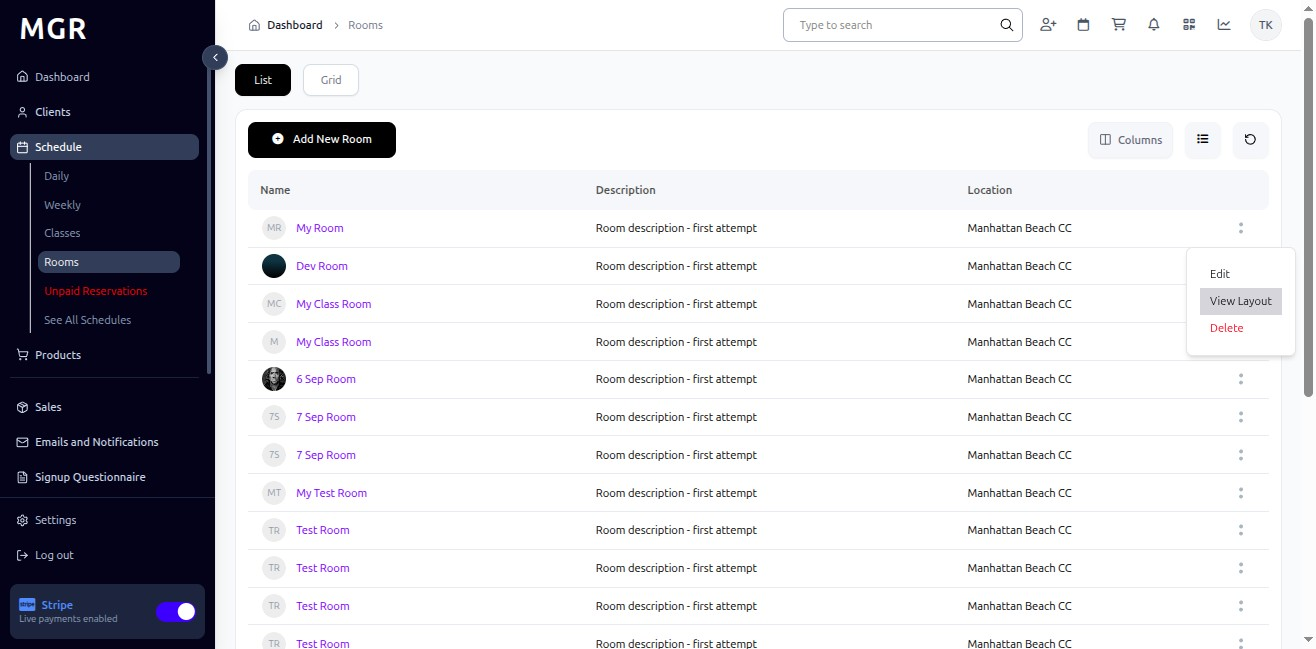 MGR
Dashboard
Clients
Schedule
Daily
Weekly
Classes
Rooms
Unpaid Reservations
See All Schedules
Products
Sales
Emails and Notifications
Signup Questionnaire
Settings
Log out
stripe Stripe
Live payments enabled
Dashboard > Rooms
Type to search
TK
List Grid
Add New Room
Columns
Name Description Location
MR My Room Room description - first attempt Manhattan Beach CC
Dev Room Room description - first attempt Manhattan Beach CC
MC My Class Room Room description - first attempt Manhattan Beach CC
M My Class Room Room description - first attempt Manhattan Beach CC
6 Sep Room Room description - first attempt Manhattan Beach CC
7S 7 Sep Room Room description - first attempt Manhattan Beach CC
7S 7 Sep Room Room description - first attempt Manhattan Beach CC
MT My Test Room Room description - first attempt Manhattan Beach CC
TR Test Room Room description - first attempt Manhattan Beach CC
TR Test Room Room description - first attempt Manhattan Beach CC
TR Test Room Room description - first attempt Manhattan Beach CC
TR Test Room Room description - first attempt Manhattan Beach CC
Edit
View Layout
Delete